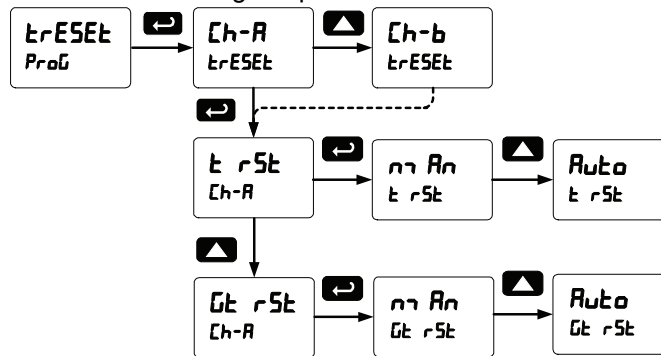 trESEt
ProG
Ch-A
trESEt
Ch-b
trESEt
t rSt
Ch-A
mAn
t rSt
Auto
t rSt
Gt rSt
Ch-A
mAn
Gt rSt
Auto
Gt rSt